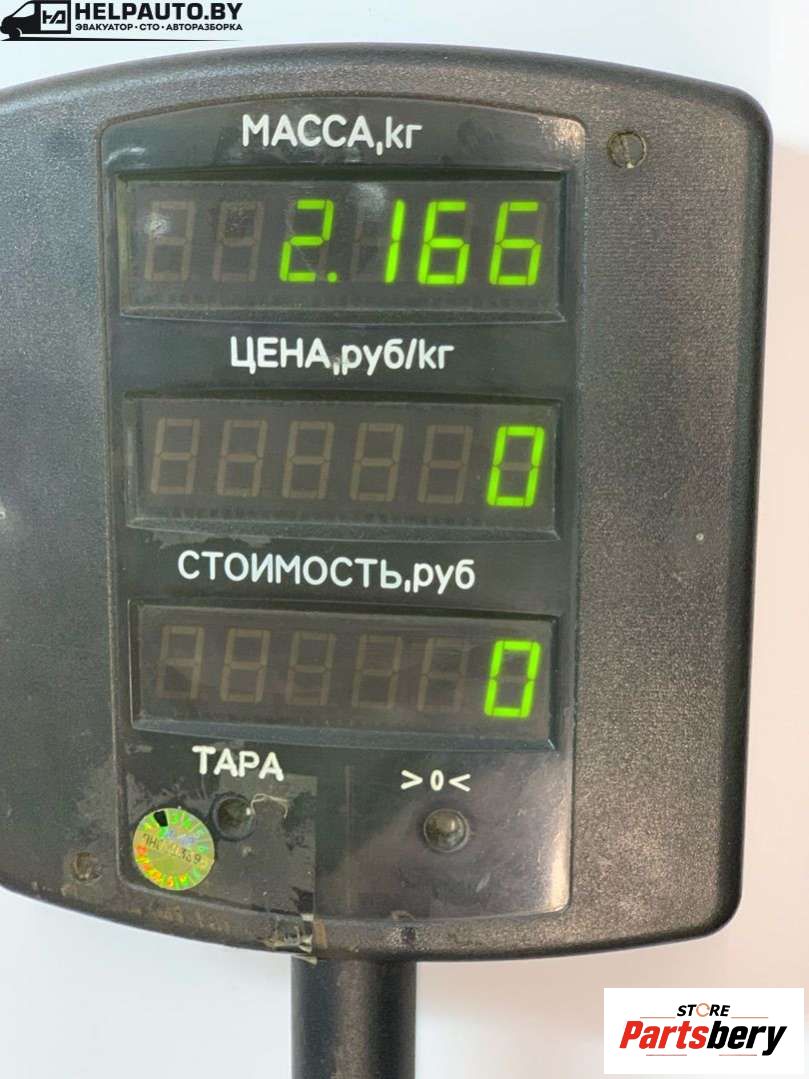 HELPAUTO.BY
ЭВАКУАТОР • СТО • АВТОРАЗБОРКА
МАССА,кг
2.166
ЦЕНА,руб/кг
0
СТОИМОСТЬ,руб
0
ТАРА
>0<
STORE
Partsbery